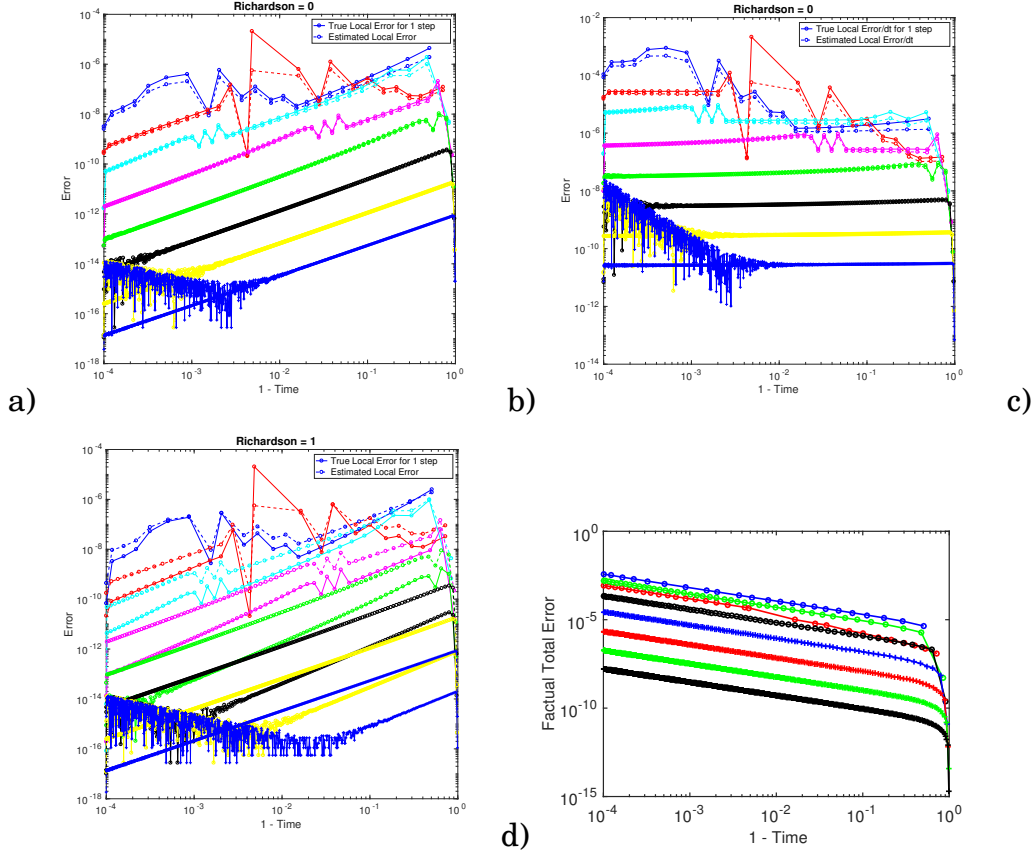 Richardson = 0
True Local Error for 1 step
Estimated Local Error
10^-4
10^-6
10^-8
10^-10
10^-12
10^-14
10^-16
10^-18
Error
10^-4 10^-3 10^-2 10^-1 10^0
1 - Time
a)
Richardson = 0
True Local Error/dt for 1 step
Estimated Local Error/dt
10^-2
10^-4
10^-6
10^-8
10^-10
10^-12
10^-14
Error
10^-4 10^-3 10^-2 10^-1 10^0
1 - Time
b)
c)
Richardson = 1
True Local Error for 1 step
Estimated Local Error
10^-4
10^-6
10^-8
10^-10
10^-12
10^-14
10^-16
10^-18
Error
10^-4 10^-3 10^-2 10^-1 10^0
1 - Time
d)
10^0
10^-5
10^-10
10^-15
Factual Total Error
10^-4 10^-3 10^-2 10^-1 10^0
1 - Time